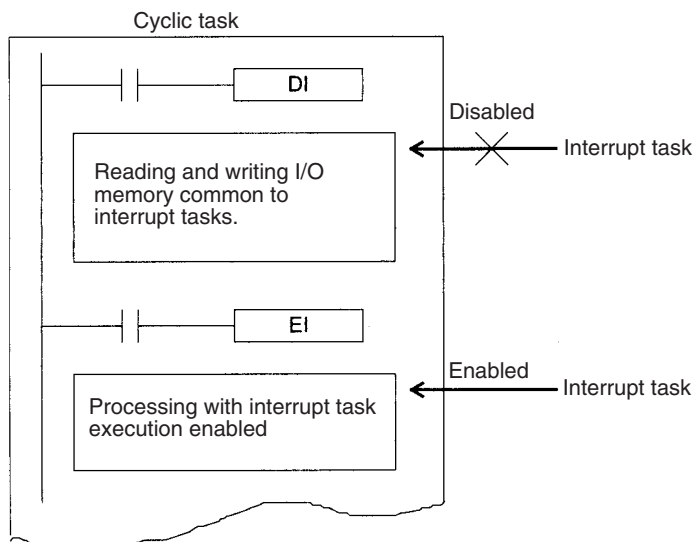 Cyclic task
DI
Disabled
Interrupt task
Reading and writing I/O
memory common to
interrupt tasks.
EI
Enabled
Interrupt task
Processing with interrupt task
execution enabled